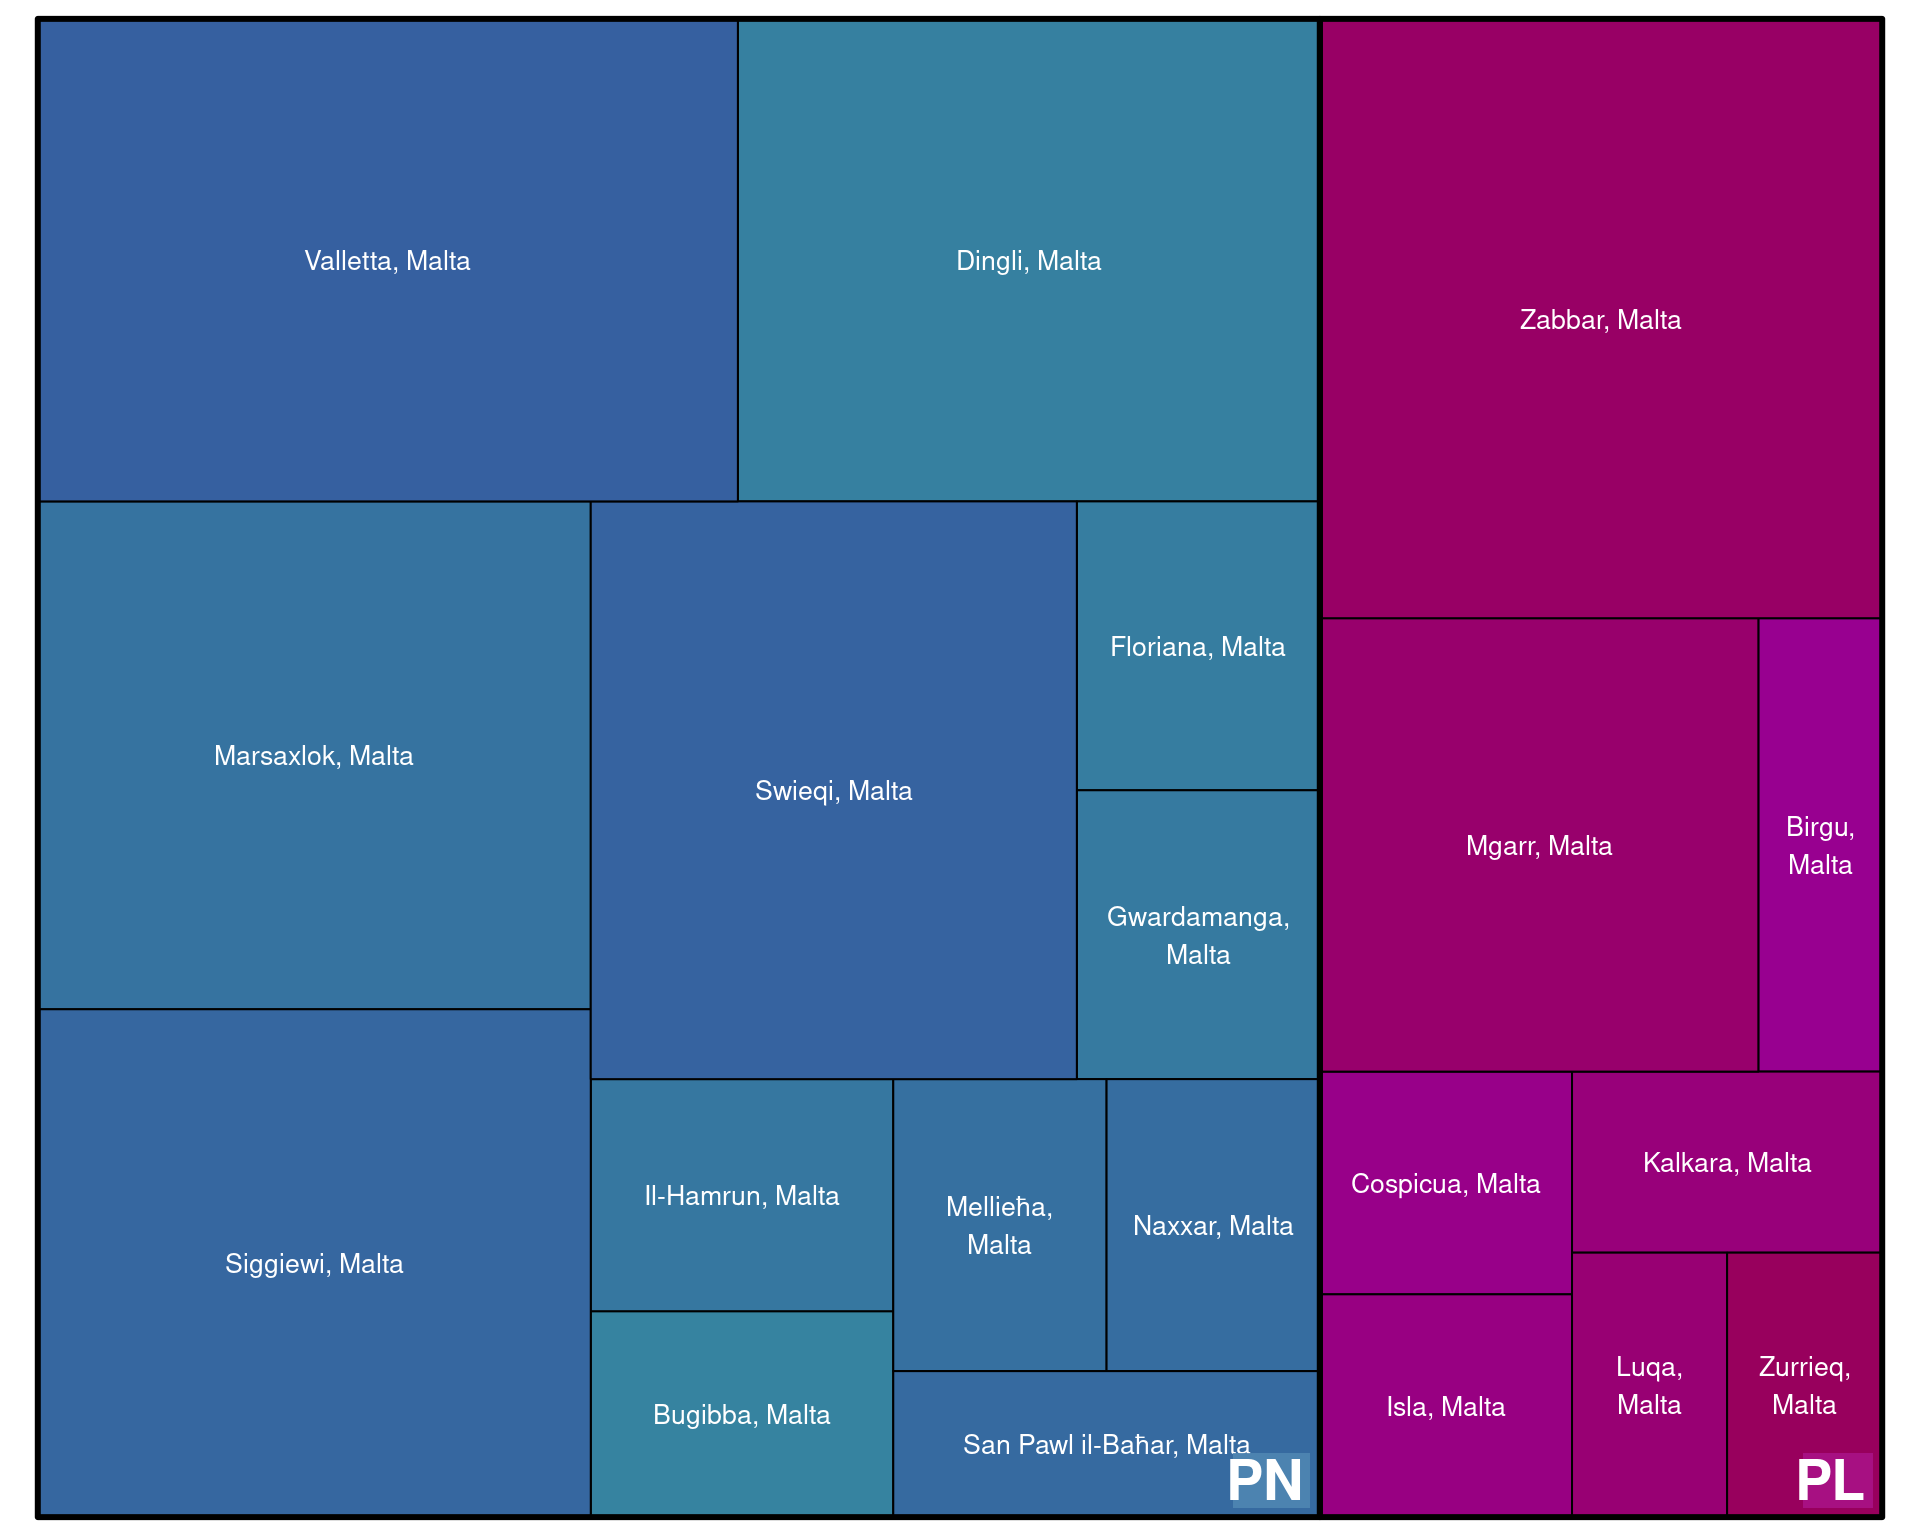 Valletta, Malta
Dingli, Malta
Zabbar, Malta
Marsaxlok, Malta
Swieqi, Malta
Floriana, Malta
Gwardamanga,
Malta
Mgarr, Malta
Birgu,
Malta
Siggiewi, Malta
Il-Hamrun, Malta
Mellieħa,
Malta
Naxxar, Malta
Bugibba, Malta
San Pawl il-Baħar, Malta
PN
Cospicua, Malta
Kalkara, Malta
Isla, Malta
Luqa,
Malta
Zurrieq,
Malta
PL